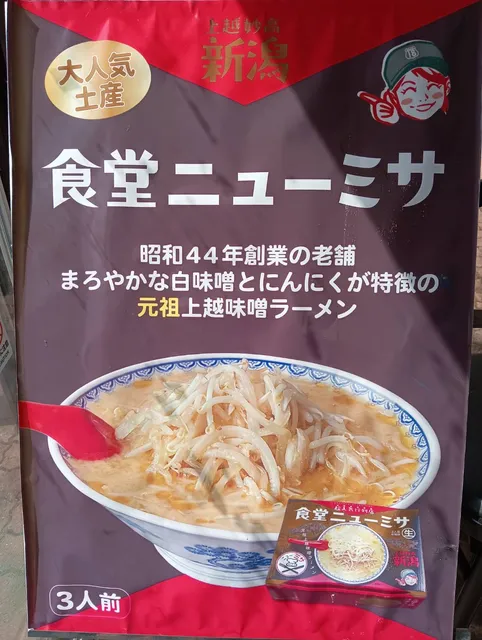 上越妙高
新潟
大人気
土産
食堂ニューミサ
昭和44年創業の老舗
まろやかな白味噌とにんにくが特徴の
元祖上越味噌ラーメン
食堂ニューミサ
生
新潟
3人前